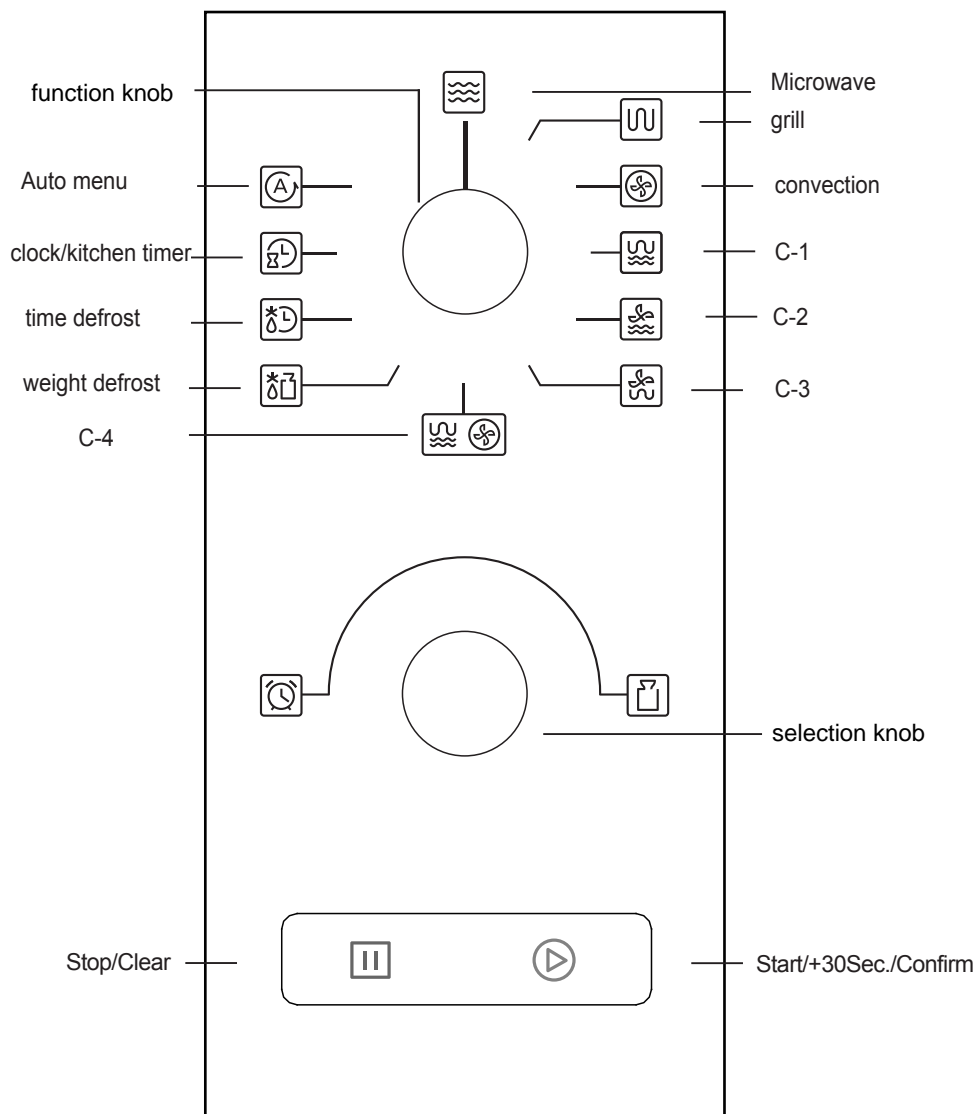 function knob
Microwave
grill
Auto menu
A
convection
clock/kitchen timer
C-1
time defrost
C-2
weight defrost
C-3
C-4
selection knob
Stop/Clear
Start/+30Sec./Confirm